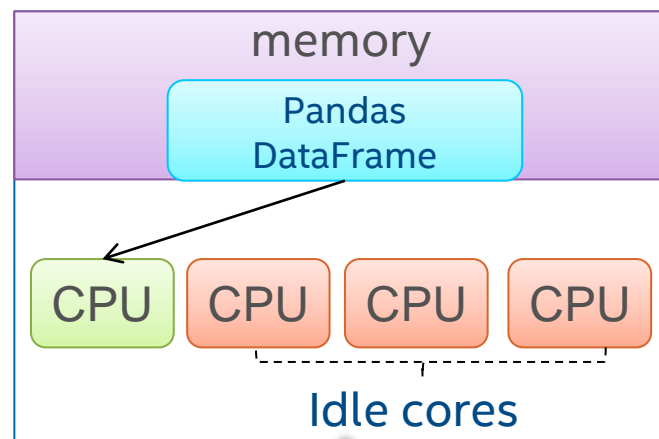 memory
Pandas
DataFrame
CPU CPU CPU CPU
Idle cores